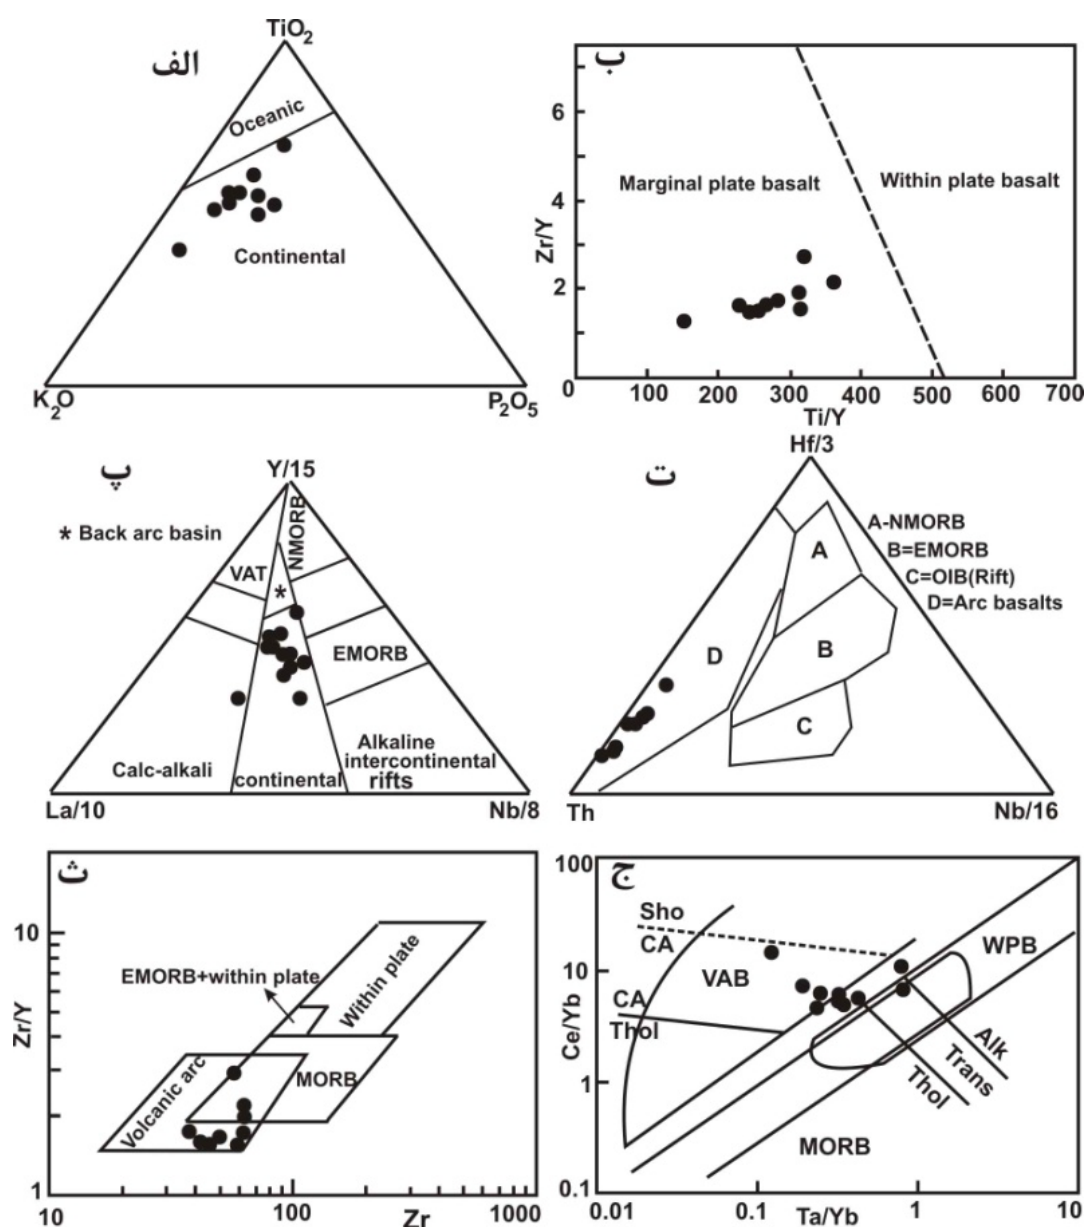 الف
TiO2
Oceanic
Continental
K2O
P2O5
ب
Zr/Y
6
4
2
0
Marginal plate basalt
Within plate basalt
100 200 300 400 500 600 700
Ti/Y
پ
Y/15
* Back arc basin
NMORB
VAT
*
EMORB
Calc-alkali
continental
Alkaline
intercontinental
rifts
La/10
Nb/8
ت
Hf/3
A-NMORB
B=EMORB
C=OIB(Rift)
D=Arc basalts
A
B
C
D
Th
Nb/16
ث
Zr/Y
10
1
EMORB+within plate
Within plate
Volcanic arc
MORB
10 100 1000
Zr
ج
Ce/Yb
100
10
1
0.1
Sho
CA
VAB
WPB
CA
Thol
Alk
Trans
Thol
MORB
0.01 0.1 1 10
Ta/Yb